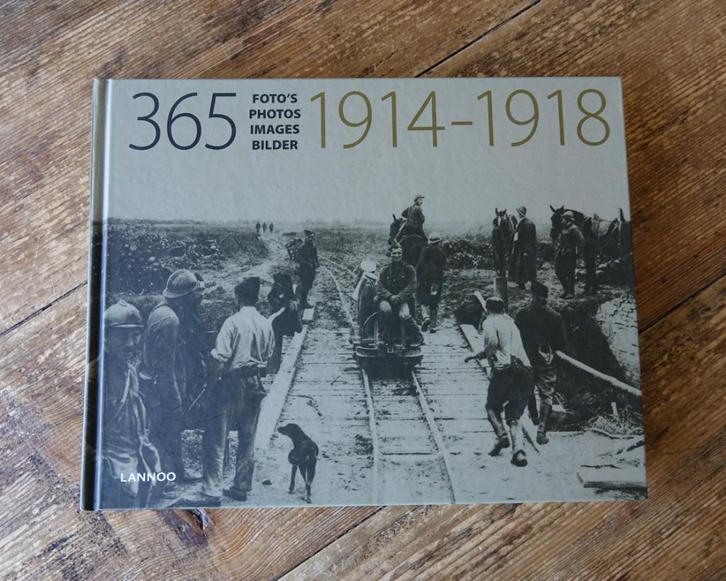 365
FOTO'S
PHOTOS
IMAGES
BILDER
1914-1918
LANNOO